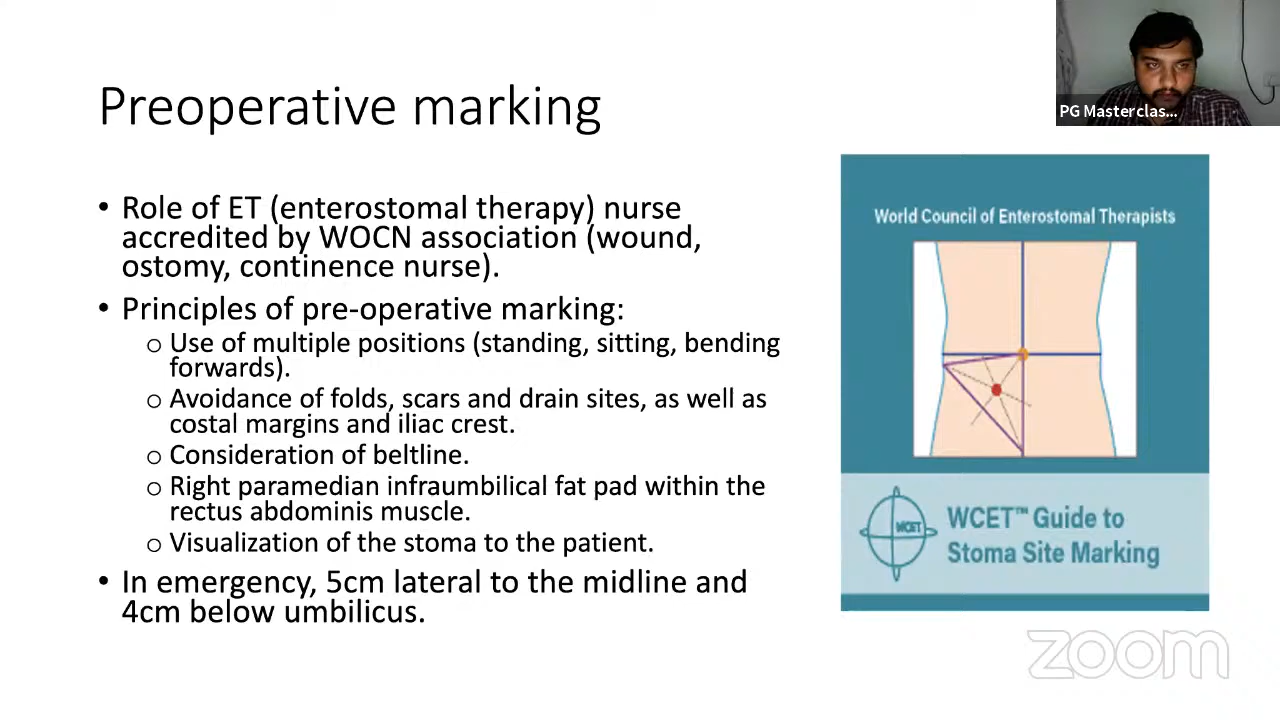 Preoperative marking
PG Masterclas...
• Role of ET (enterostomal therapy) nurse
accredited by WOCN association (wound,
ostomy, continence nurse).
• Principles of pre-operative marking:
o Use of multiple positions (standing, sitting, bending
forwards).
o Avoidance of folds, scars and drain sites, as well as
costal margins and iliac crest.
o Consideration of beltline.
o Right paramedian infraumbilical fat pad within the
rectus abdominis muscle.
o Visualization of the stoma to the patient.
• In emergency, 5cm lateral to the midline and
4cm below umbilicus.
World Council of Enterostomal Therapists
WCET
WCET™ Guide to
Stoma Site Marking
zoom